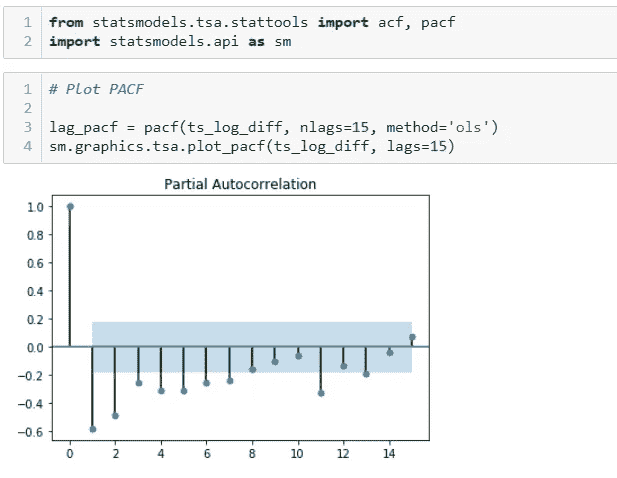 1 from statsmodels.tsa.stattools import acf, pacf
2 import statsmodels.api as sm
1 # Plot PACF
2
3 lag_pacf = pacf(ts_log_diff, nlags=15, method='ols')
4 sm.graphics.tsa.plot_pacf(ts_log_diff, lags=15)
Partial Autocorrelation
1.0
0.8
0.6
0.4
0.2
0.0
−0.2
−0.4
−0.6
0 2 4 6 8 10 12 14